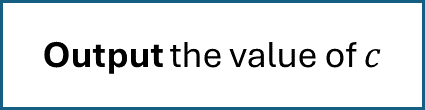 Output the value of c